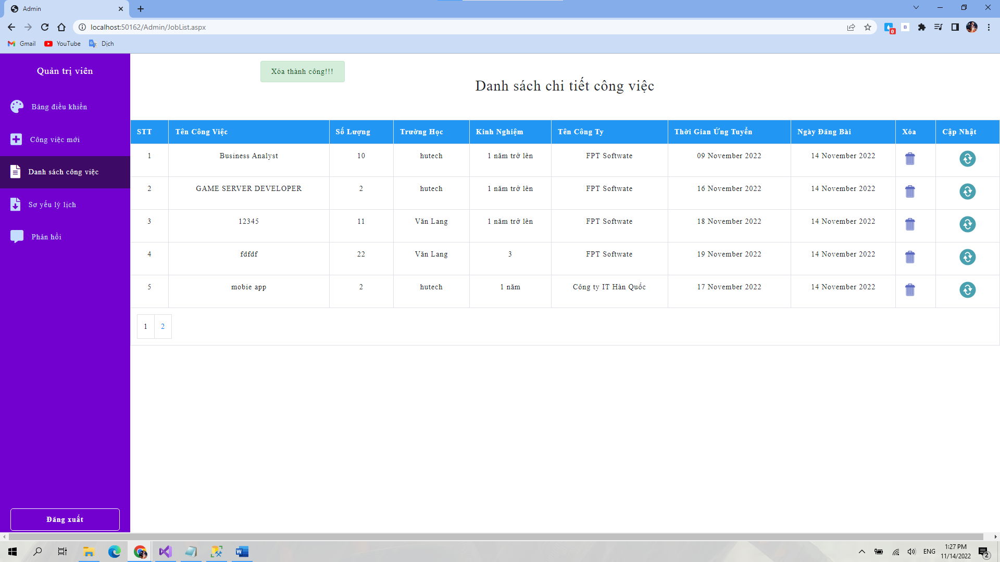 Admin
localhost:50162/Admin/JobList.aspx
B
0
Gmail YouTube Dịch
Quản trị viên
Bảng điều khiển
Công việc mới
Danh sách công việc
Sơ yếu lý lịch
Phản hồi
Đăng xuất
Xóa thành công!!!
Danh sách chi tiết công việc
STT Tên Công Việc Số Lượng Trường Học Kinh Nghiệm Tên Công Ty Thời Gian Ứng Tuyển Ngày Đăng Bài Xóa Cập Nhật
1 Business Analyst 10 hutech 1 năm trở lên FPT Softwate 09 November 2022 14 November 2022
2 GAME SERVER DEVELOPER 2 hutech 1 năm trở lên FPT Softwate 16 November 2022 14 November 2022
3 12345 11 Văn Lang 1 năm trở lên FPT Softwate 18 November 2022 14 November 2022
4 fdfdf 22 Văn Lang 3 FPT Softwate 19 November 2022 14 November 2022
5 mobie app 2 hutech 1 năm Công ty IT Hàn Quốc 17 November 2022 14 November 2022
1 2
W
ENG
1:27 PM
11/14/2022
2